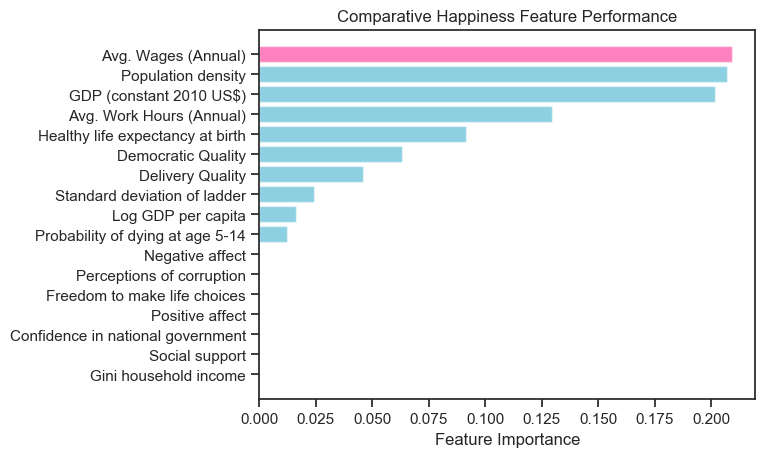 Comparative Happiness Feature Performance
Avg. Wages (Annual)
Population density
GDP (constant 2010 US$)
Avg. Work Hours (Annual)
Healthy life expectancy at birth
Democratic Quality
Delivery Quality
Standard deviation of ladder
Log GDP per capita
Probability of dying at age 5-14
Negative affect
Perceptions of corruption
Freedom to make life choices
Positive affect
Confidence in national government
Social support
Gini household income
0.000 0.025 0.050 0.075 0.100 0.125 0.150 0.175 0.200
Feature Importance